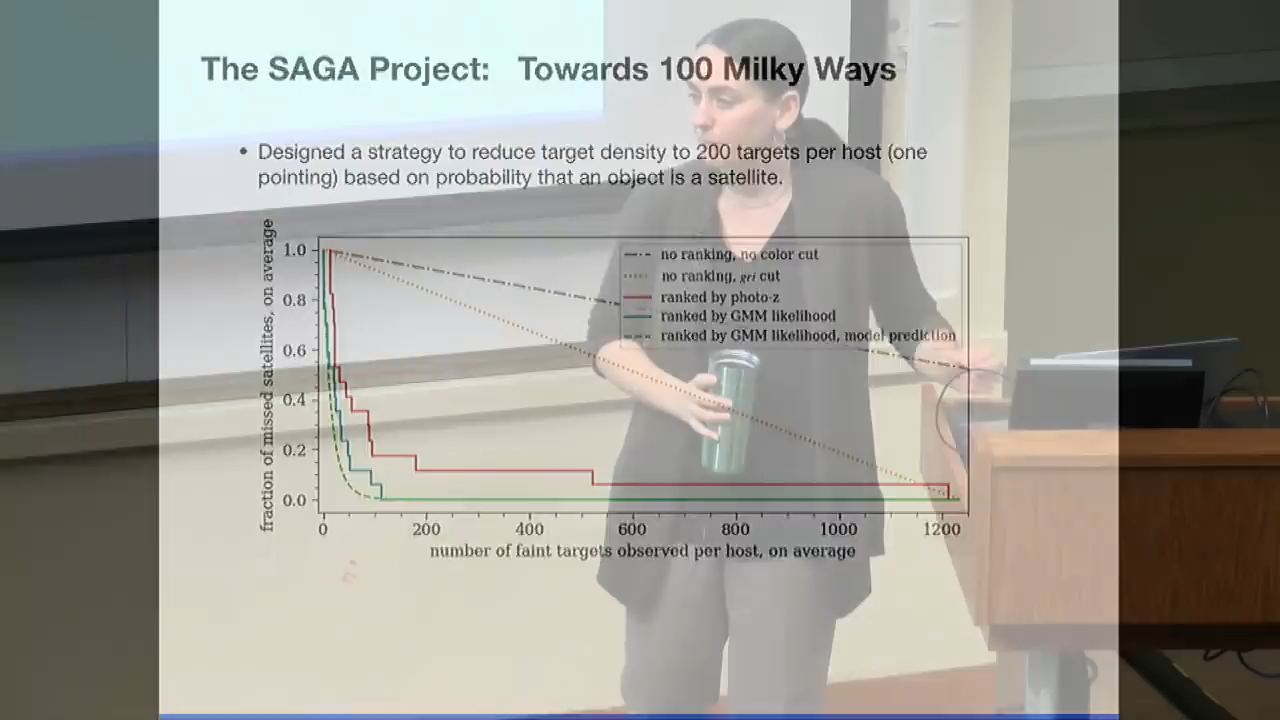 The SAGA Project: Towards 100 Milky Ways
• Designed a strategy to reduce target density to 200 targets per host (one
pointing) based on probability that an object is a satellite.
fraction of missed satellites, on average
1.0
0.8
0.6
0.4
0.2
0.0
no ranking, no color cut
no ranking, gri cut
ranked by photo-z
ranked by GMM likelihood
ranked by GMM likelihood, model prediction
0 200 400 600 800 1000 1200
number of faint targets observed per host, on average